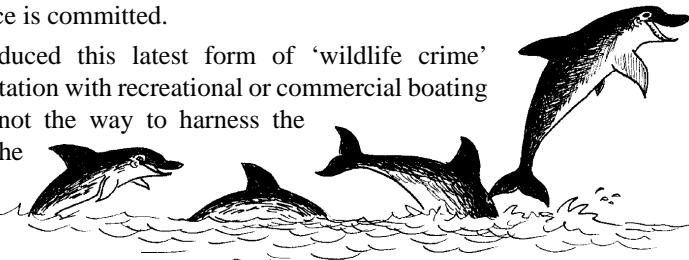 ce is committed.
duced this latest form of ‘wildlife crime’
tation with recreational or commercial boating
not the way to harness the
he